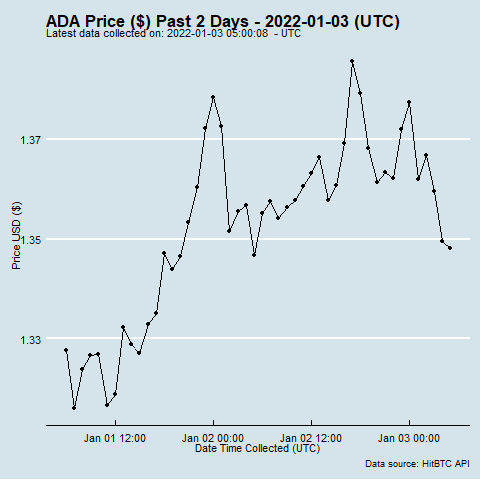 ADA Price ($) Past 2 Days - 2022-01-03 (UTC)
Latest data collected on: 2022-01-03 05:00:08 - UTC
1.37
1.35
1.33
Price USD ($)
Jan 01 12:00 Jan 02 00:00 Jan 02 12:00 Jan 03 00:00
Date Time Collected (UTC)
Data source: HitBTC API